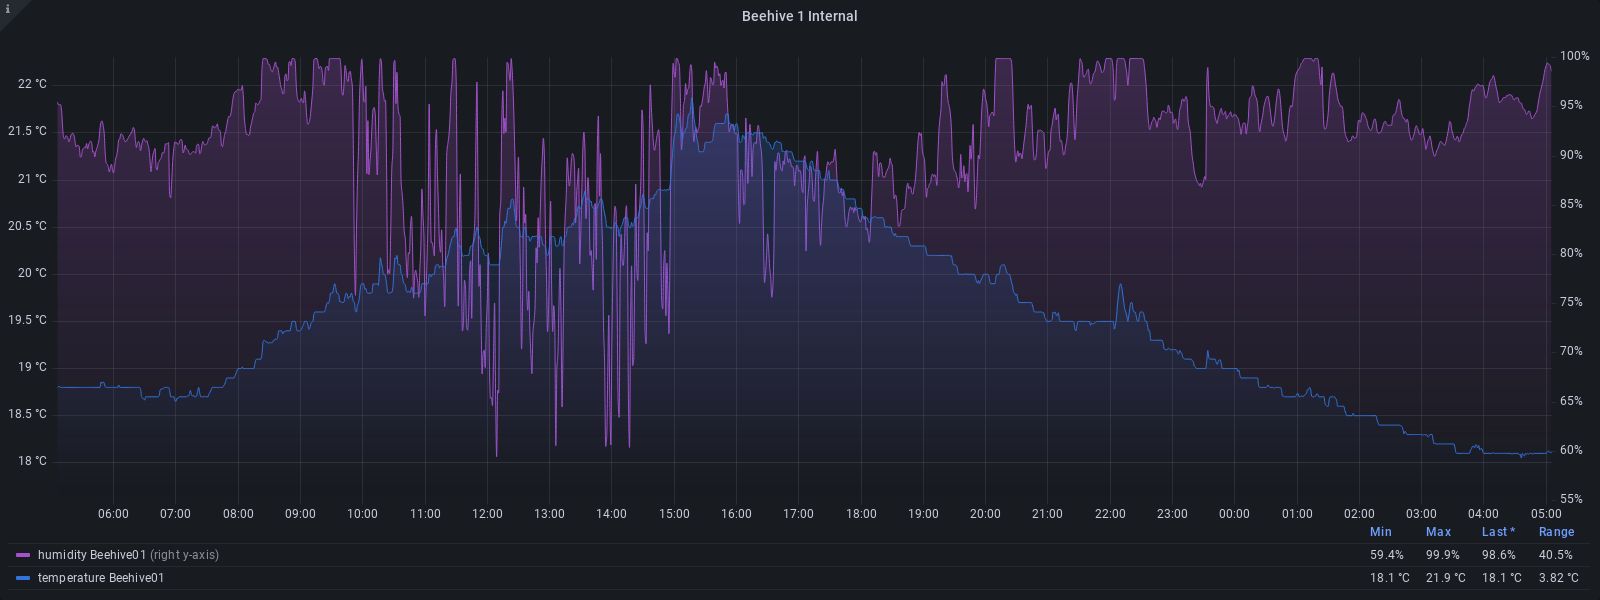 i
Beehive 1 Internal
22 °C
21.5 °C
21 °C
20.5 °C
20 °C
19.5 °C
19 °C
18.5 °C
18 °C
100%
95%
90%
85%
80%
75%
70%
65%
60%
55%
06:00 07:00 08:00 09:00 10:00 11:00 12:00 13:00 14:00 15:00 16:00 17:00 18:00 19:00 20:00 21:00 22:00 23:00 00:00 01:00 02:00 03:00 04:00 05:00
Min Max Last * Range
humidity Beehive01 (right y-axis) 59.4% 99.9% 98.6% 40.5%
temperature Beehive01 18.1 °C 21.9 °C 18.1 °C 3.82 °C